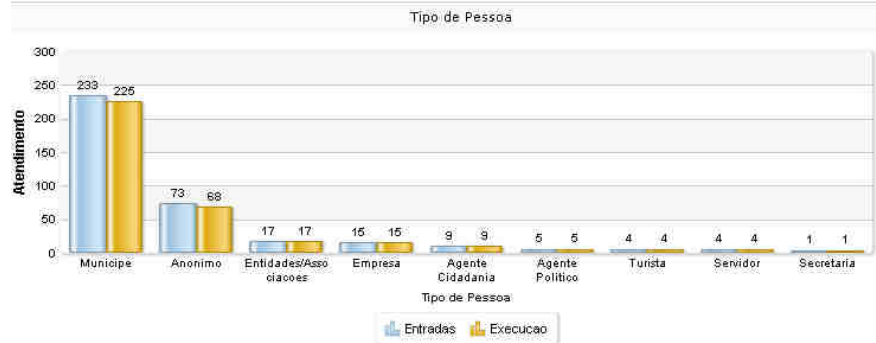 Tipo de Pessoa
300
250
200
150
100
50
0
Atendimento
233 225
73 68
17 17
15 15
9 9
5 5
4 4
4 4
1 1
Municipe
Anonimo
Entidades/Asso
ciacoes
Empresa
Agente
Cidadania
Agente
Politico
Turista
Servidor
Secretaria
Tipo de Pessoa
Entradas Execucao